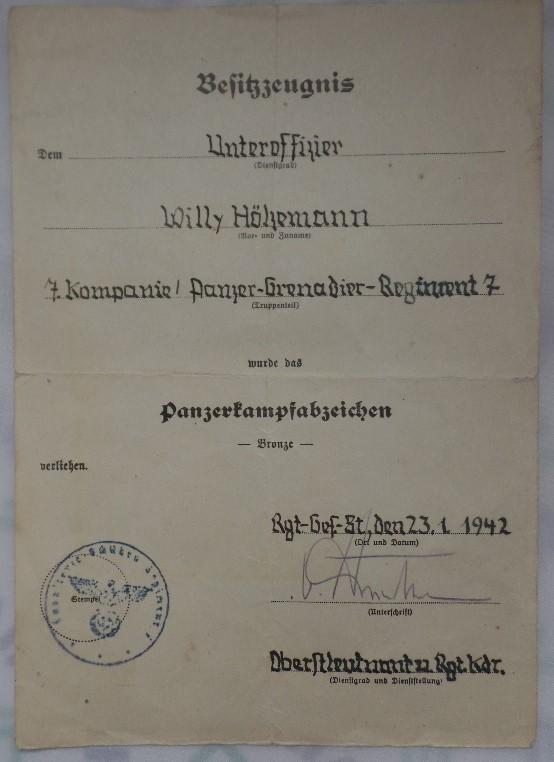 Besitzzeugnis
Dem Unteroffizier
(Dienstgrad)
Willy Hölzemann
(Vor- und Zuname)
7. Kompanie / Panzer-Grenadier-Regiment 7
(Truppenteil)
wurde das
Panzerkampfabzeichen
— Bronze —
verliehen.
Rgt-Gef-St, den 23.1 1942
(Ort und Datum)
(Unterschrift)
Stempel
Oberstleutnant u. Rgt. Kdr.
(Dienstgrad und Dienststellung)